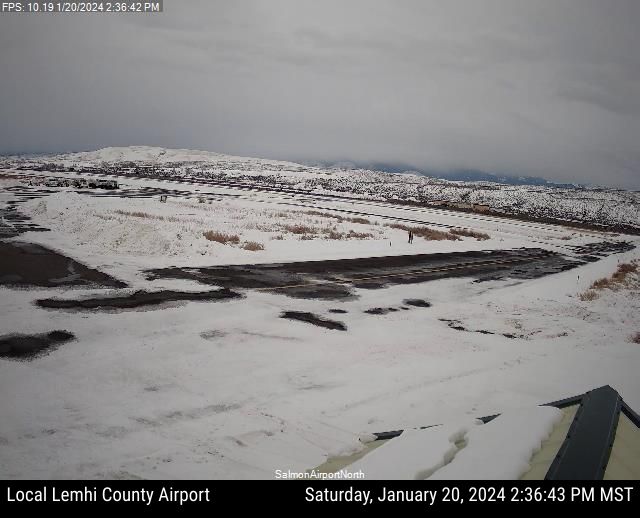 FPS: 10.19 1/20/2024 2:36:42 PM
SalmonAirportNorth
Local Lemhi County Airport Saturday, January 20, 2024 2:36:43 PM MST